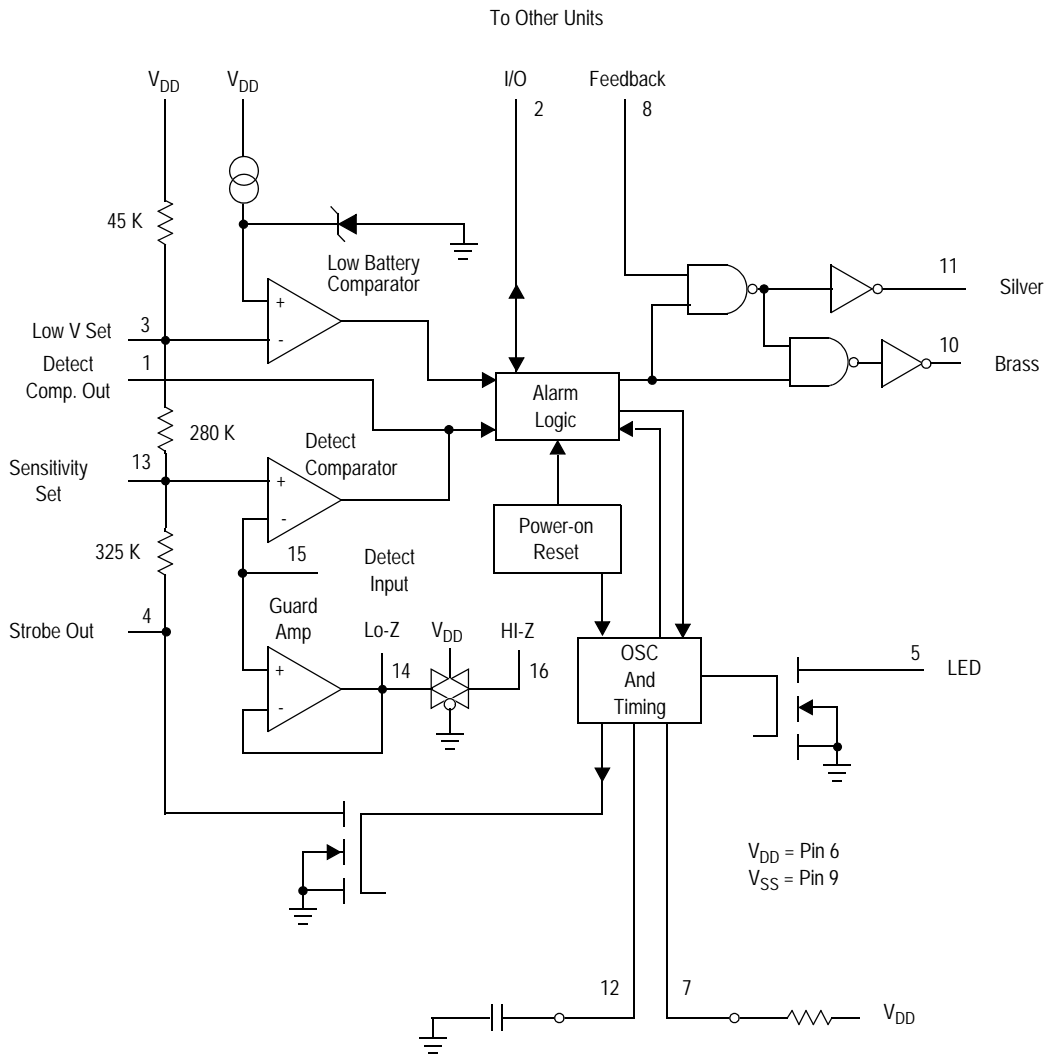 To Other Units
V_DD V_DD I/O Feedback
2 8
45 K
Low Battery
Comparator
+
-
11
Silver
Low V Set 3
10
Brass
Detect
Comp. Out
1
Alarm
Logic
280 K
Detect
Comparator
Sensitivity
Set
13
+
-
Power-on
Reset
325 K
15
Detect
Input
Strobe Out 4
Guard
Amp
Lo-Z V_DD HI-Z
14 16
+
-
OSC
And
Timing
5
LED
V_DD = Pin 6
V_SS = Pin 9
12 7
V_DD